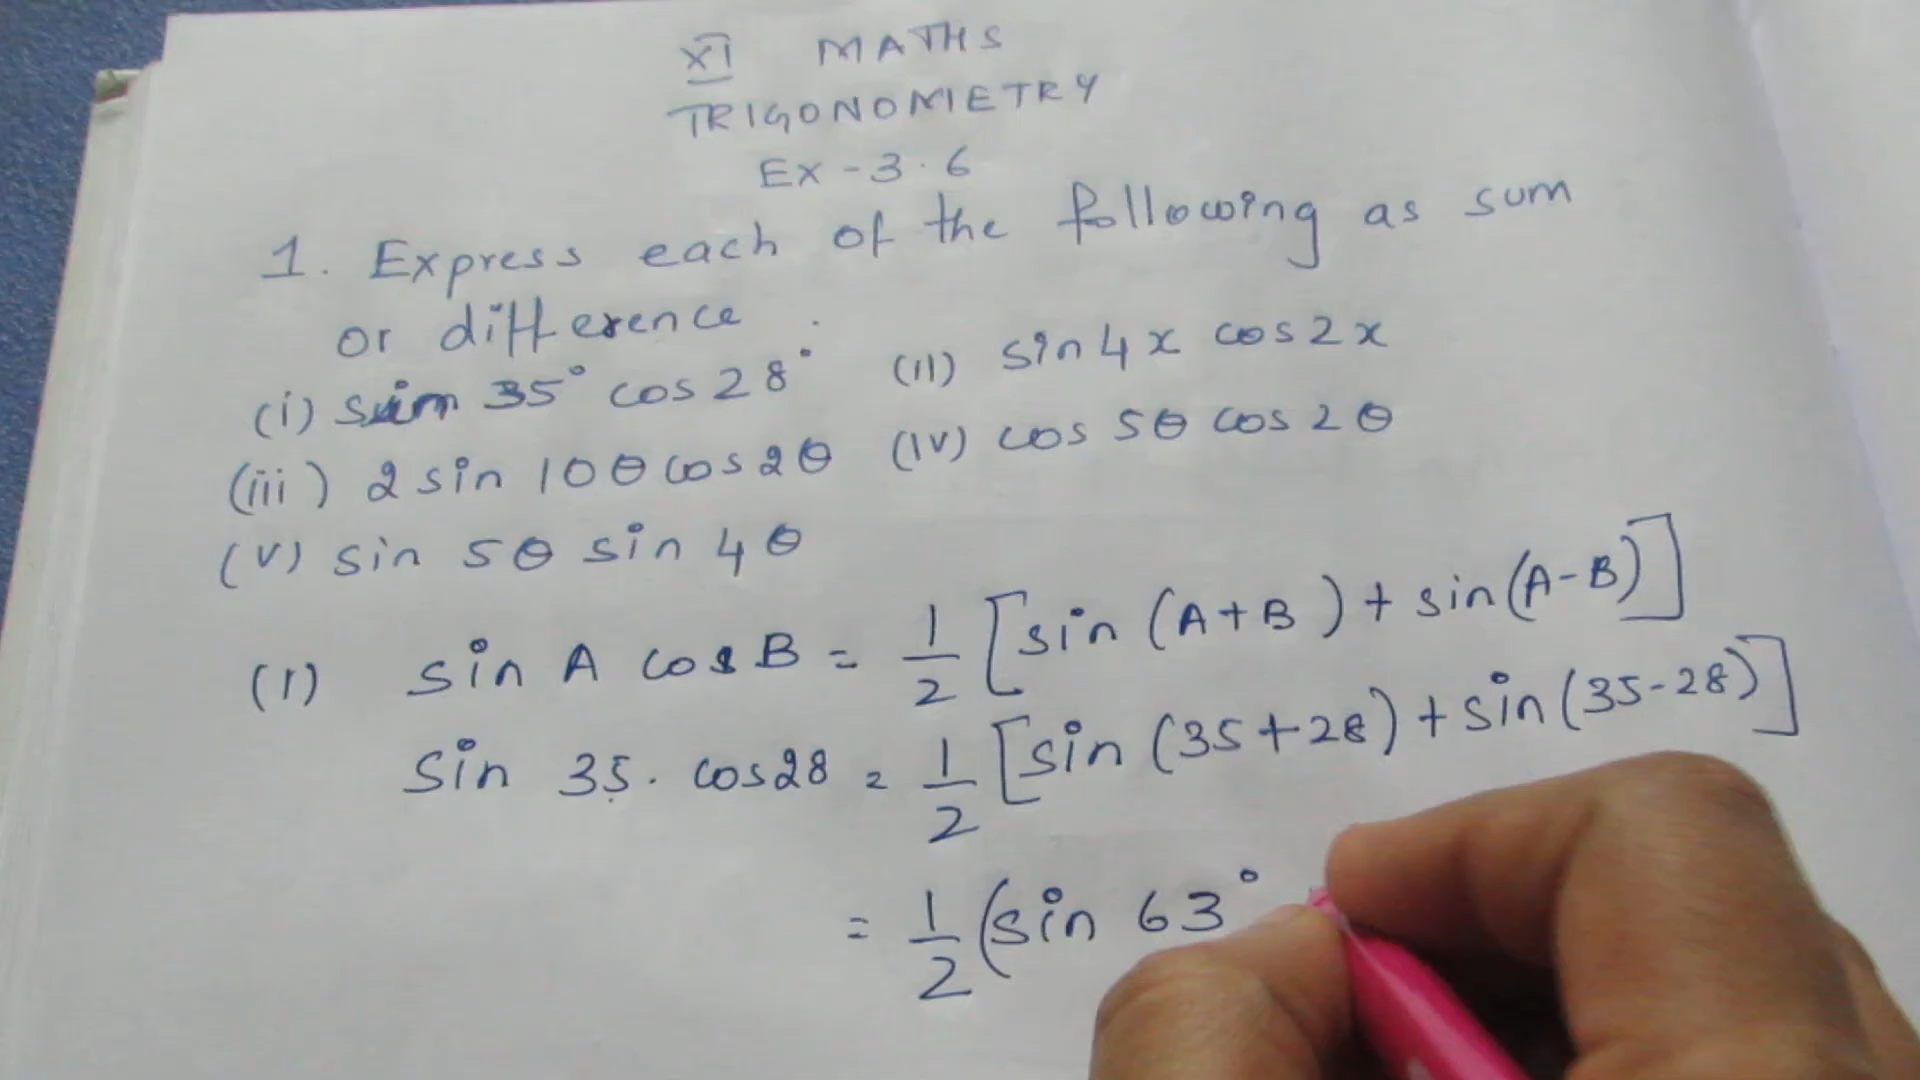 XI MATHS
TRIGONOMETRY
EX - 3.6
1. Express each of the following as sum
or difference
(i) sin 35° cos 28° (ii) sin 4x cos 2x
(iii) 2 sin 10θ cos 2θ (iv) cos 5θ cos 2θ
(v) sin 5θ sin 4θ
(1) sin A cos B = 1/2 [sin (A+B) + sin (A-B)]
Sin 35. cos 28 = 1/2 [sin (35+28) + sin (35-28)]
= 1/2 (sin 63°